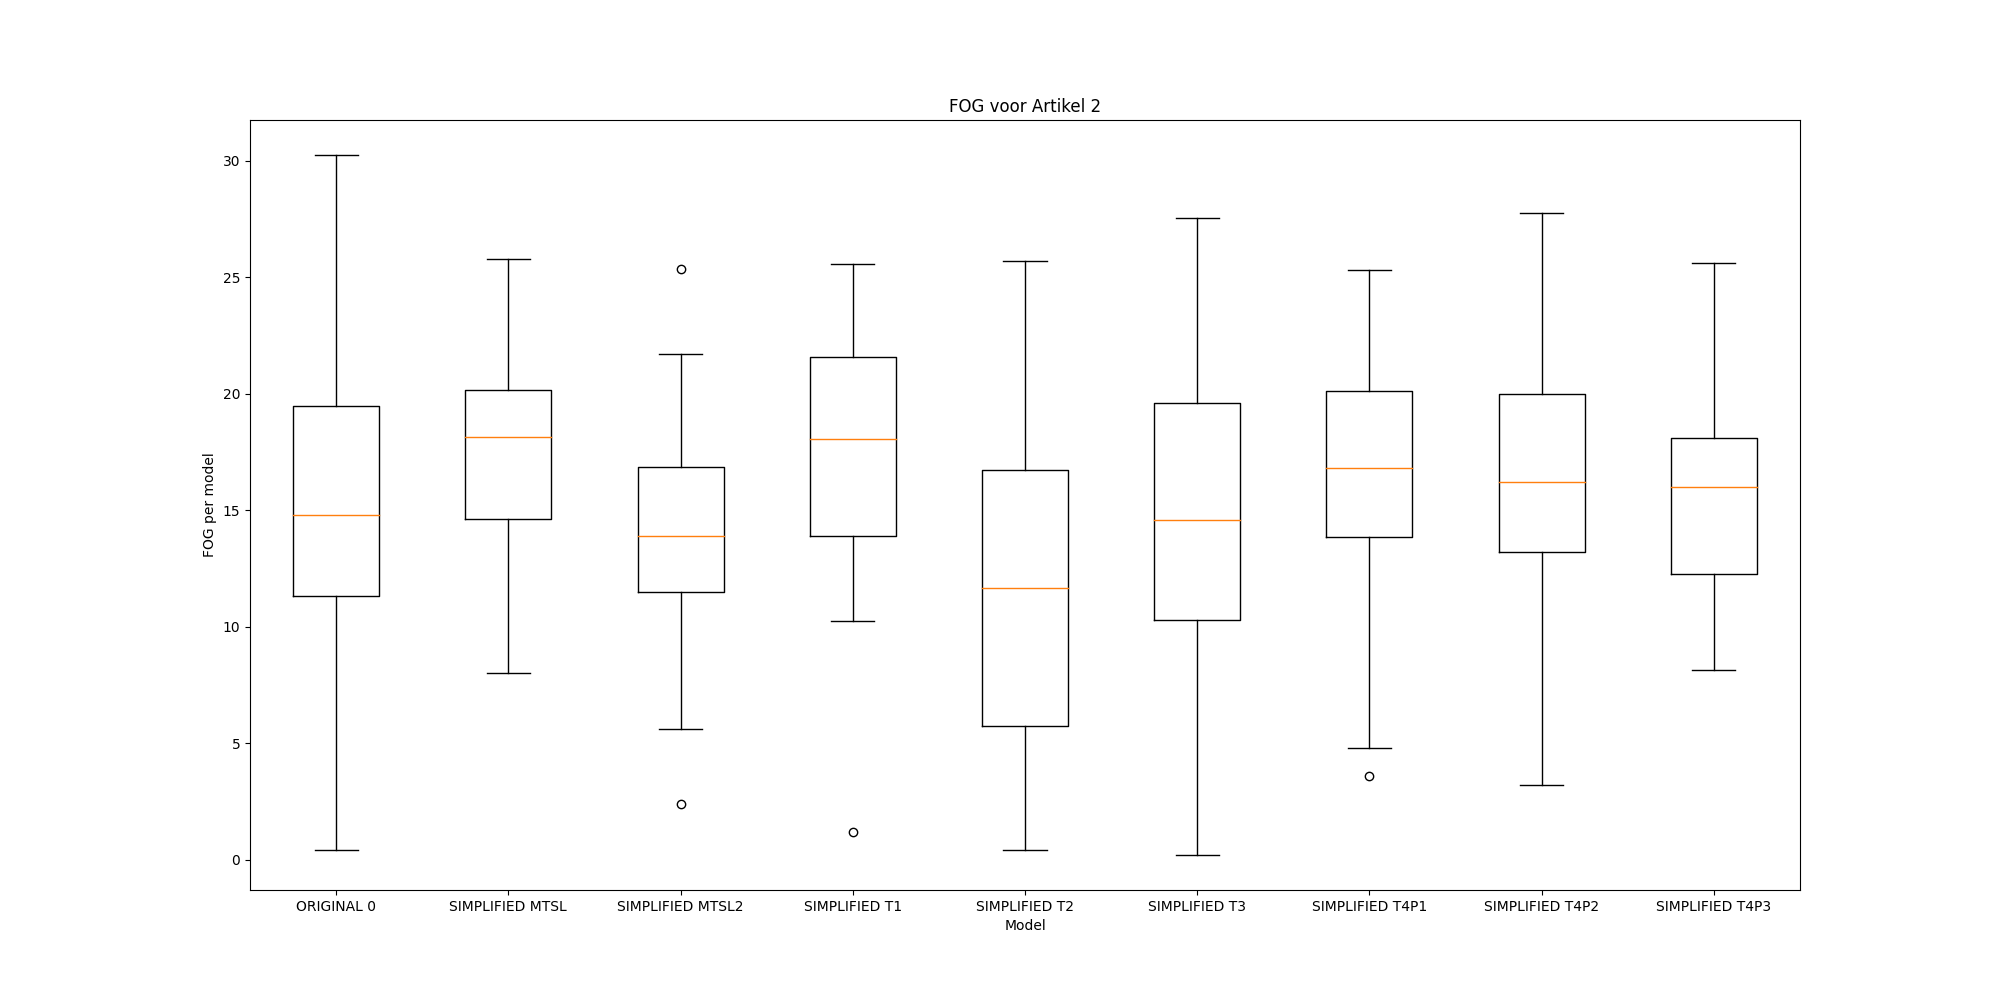 FOG voor Artikel 2
FOG per model
30
25
20
15
10
5
0
ORIGINAL 0 SIMPLIFIED MTSL SIMPLIFIED MTSL2 SIMPLIFIED T1 SIMPLIFIED T2 SIMPLIFIED T3 SIMPLIFIED T4P1 SIMPLIFIED T4P2 SIMPLIFIED T4P3
Model